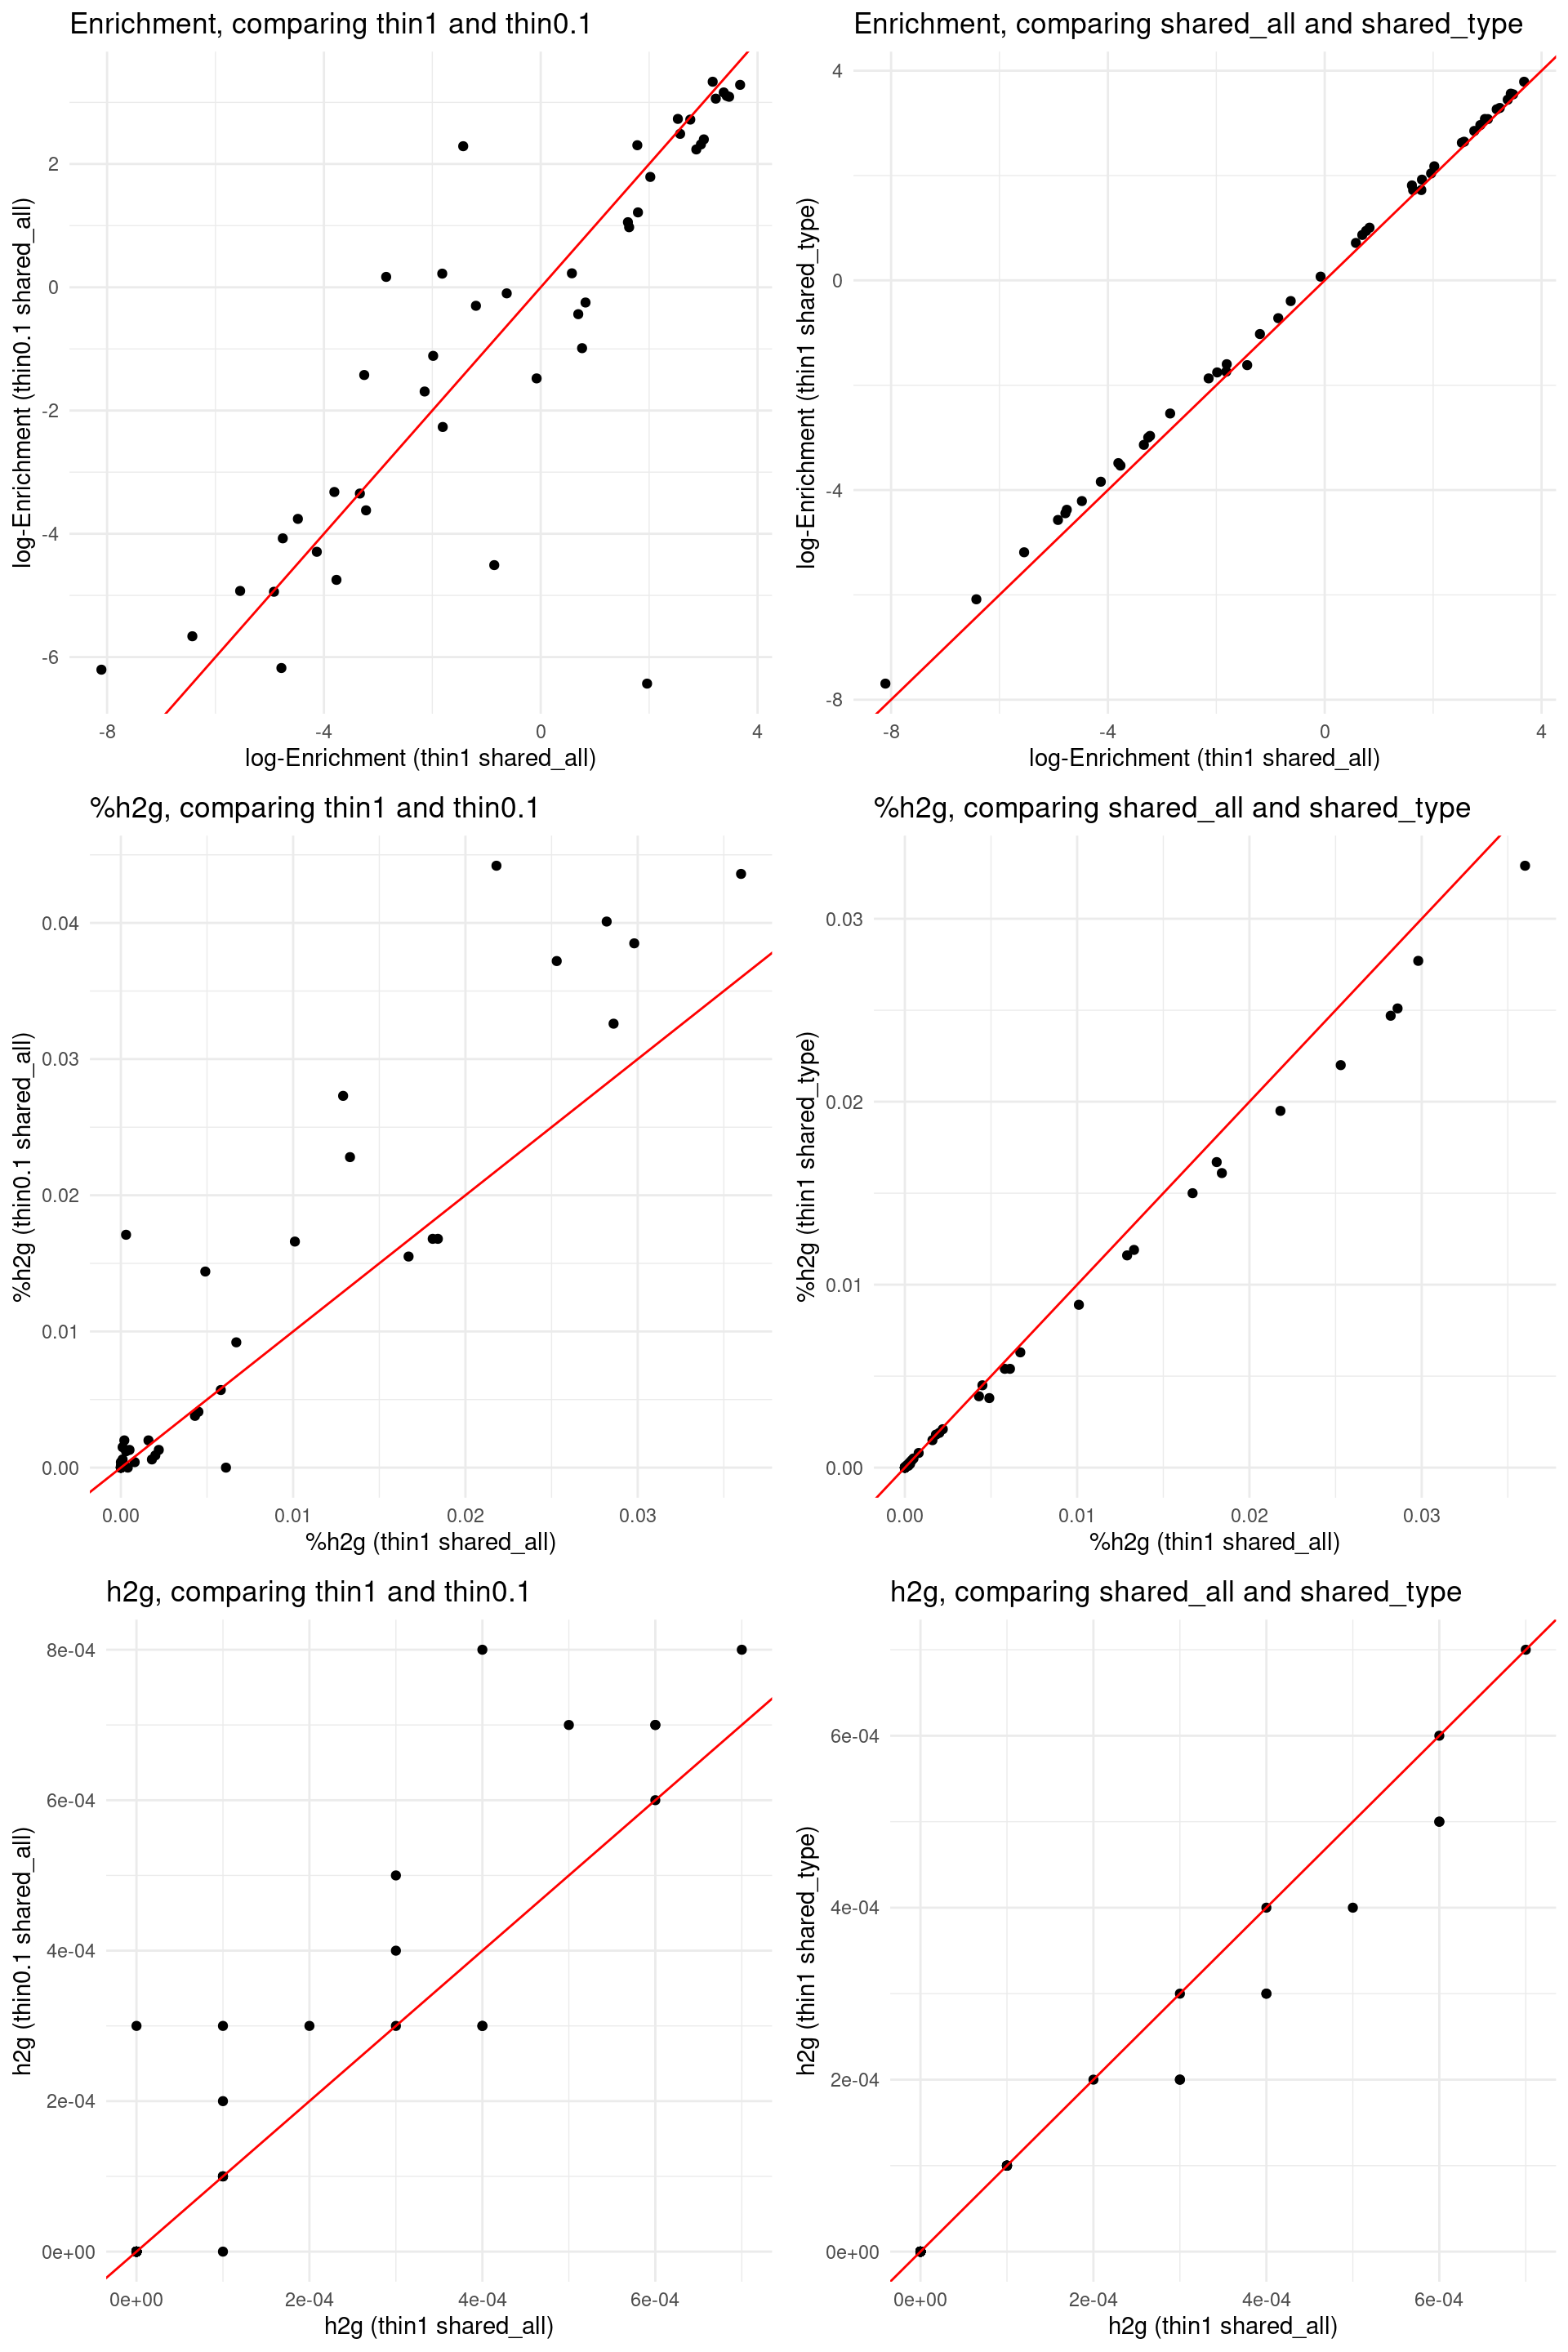 Enrichment, comparing thin1 and thin0.1
log-Enrichment (thin0.1 shared_all)
2
0
-2
-4
-6
-8
-4
0
4
log-Enrichment (thin1 shared_all)
Enrichment, comparing shared_all and shared_type
log-Enrichment (thin1 shared_type)
4
0
-4
-8
-8
-4
0
4
log-Enrichment (thin1 shared_all)
%h2g, comparing thin1 and thin0.1
%h2g (thin0.1 shared_all)
0.04
0.03
0.02
0.01
0.00
0.00
0.01
0.02
0.03
%h2g (thin1 shared_all)
%h2g, comparing shared_all and shared_type
%h2g (thin1 shared_type)
0.03
0.02
0.01
0.00
0.00
0.01
0.02
0.03
%h2g (thin1 shared_all)
h2g, comparing thin1 and thin0.1
h2g (thin0.1 shared_all)
8e-04
6e-04
4e-04
2e-04
0e+00
0e+00
2e-04
4e-04
6e-04
h2g (thin1 shared_all)
h2g, comparing shared_all and shared_type
h2g (thin1 shared_type)
6e-04
4e-04
2e-04
0e+00
0e+00
2e-04
4e-04
6e-04
h2g (thin1 shared_all)